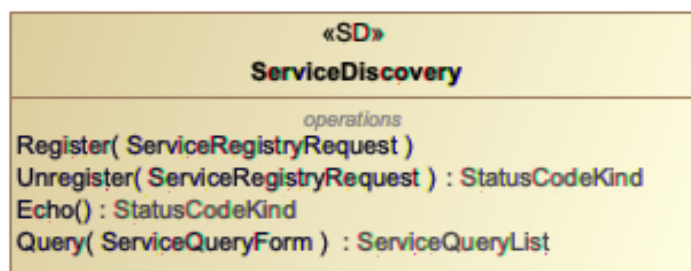 «SD»
ServiceDiscovery
operations
Register( ServiceRegistryRequest )
Unregister( ServiceRegistryRequest ) : StatusCodeKind
Echo() : StatusCodeKind
Query( ServiceQueryForm ) : ServiceQueryList